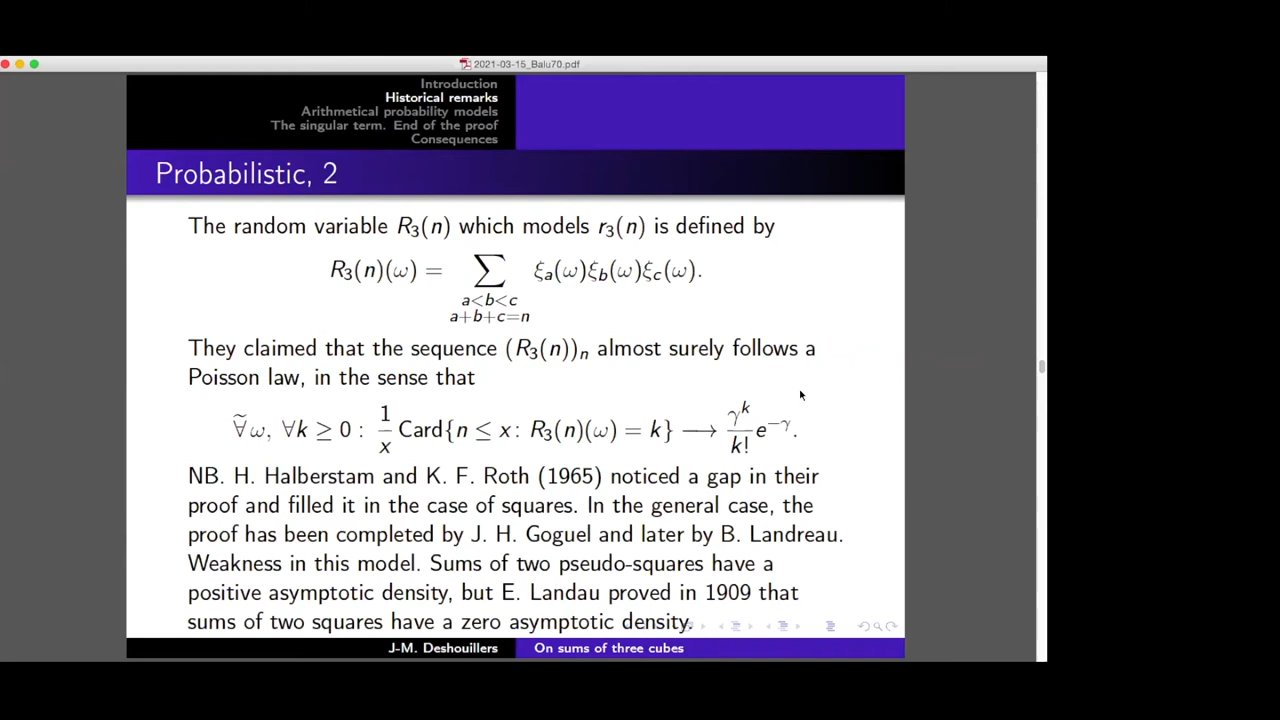 2021-03-15_Balu70.pdf
Introduction
Historical remarks
Arithmetical probability models
The singular term. End of the proof
Consequences
Probabilistic, 2
The random variable R₃(n) which models r₃(n) is defined by
R₃(n)(ω) = ∑ ξₐ(ω)ξ_b(ω)ξ_c(ω).
a<b<c
a+b+c=n
They claimed that the sequence (R₃(n))ₙ almost surely follows a
Poisson law, in the sense that
∀̃ ω, ∀k ≥ 0 : 1/x Card{n ≤ x : R₃(n)(ω) = k} ⟶ γᵏ/k! e^{−γ}.
NB. H. Halberstam and K. F. Roth (1965) noticed a gap in their
proof and filled it in the case of squares. In the general case, the
proof has been completed by J. H. Goguel and later by B. Landreau.
Weakness in this model. Sums of two pseudo-squares have a
positive asymptotic density, but E. Landau proved in 1909 that
sums of two squares have a zero asymptotic density.
J-M. Deshouillers On sums of three cubes